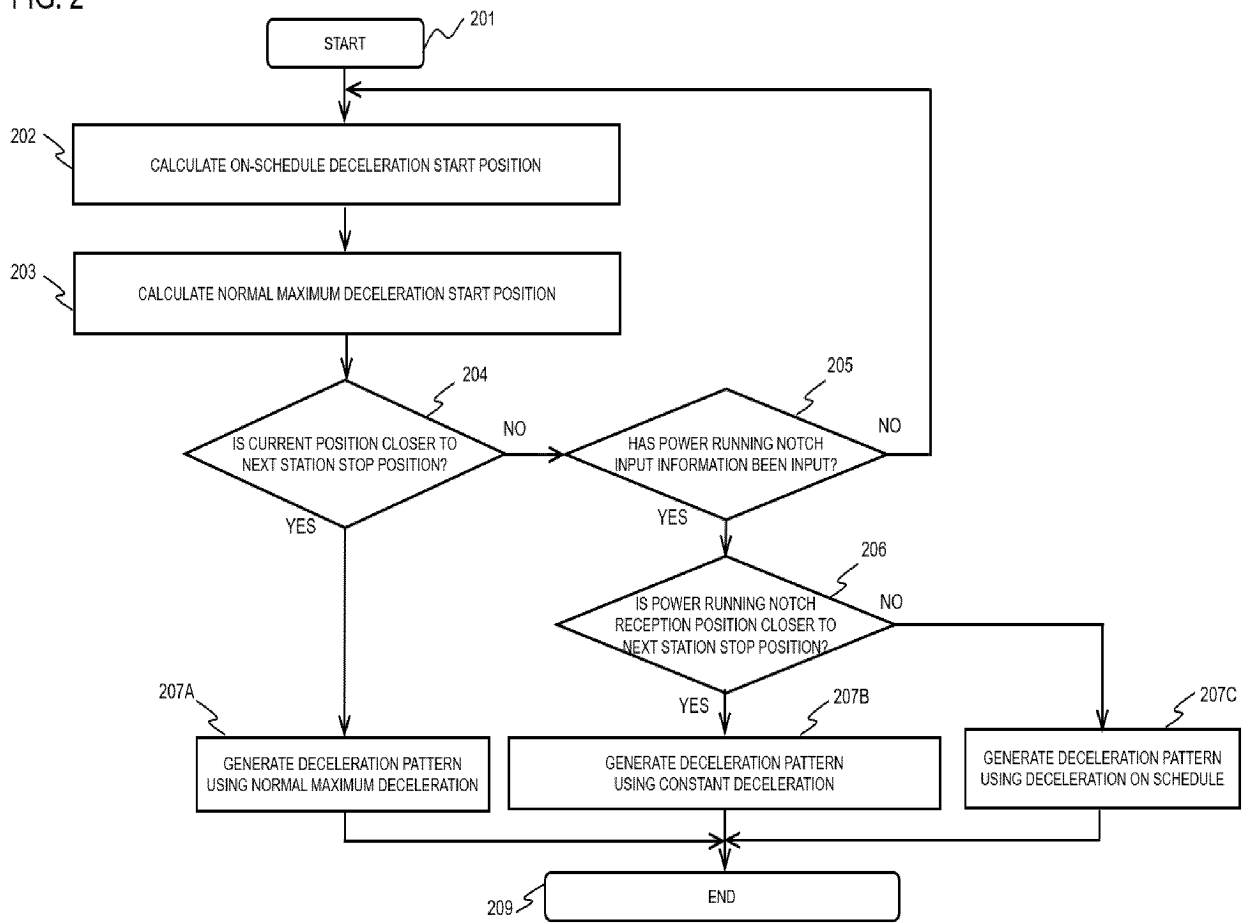 FIG. 2
201
START
202
CALCULATE ON-SCHEDULE DECELERATION START POSITION
203
CALCULATE NORMAL MAXIMUM DECELERATION START POSITION
204
205
IS CURRENT POSITION CLOSER TO
NEXT STATION STOP POSITION?
NO
HAS POWER RUNNING NOTCH
INPUT INFORMATION BEEN INPUT?
NO
YES
YES
206
IS POWER RUNNING NOTCH
RECEPTION POSITION CLOSER TO
NEXT STATION STOP POSITION?
NO
YES
207A
207B
207C
GENERATE DECELERATION PATTERN
USING NORMAL MAXIMUM DECELERATION
GENERATE DECELERATION PATTERN
USING CONSTANT DECELERATION
GENERATE DECELERATION PATTERN
USING DECELERATION ON SCHEDULE
209
END